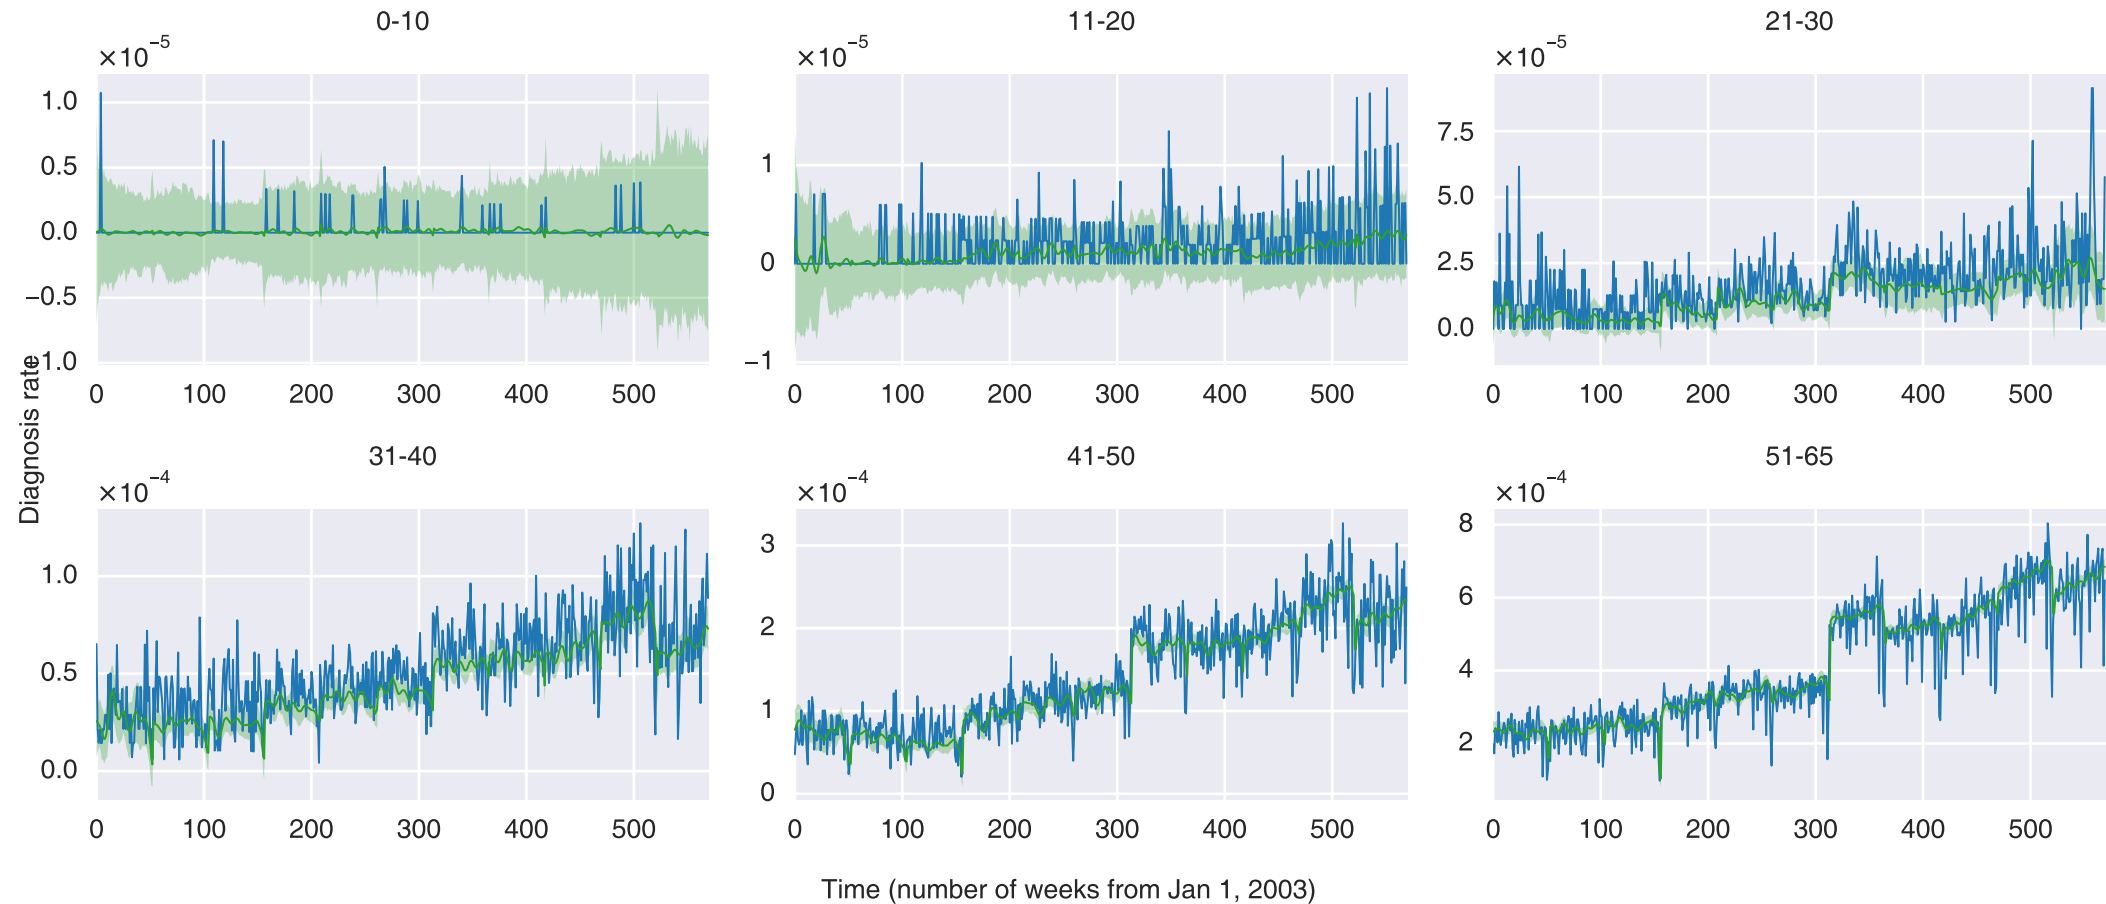 0-10 11-20 21-30
×10⁻⁵ ×10⁻⁵ ×10⁻⁵
1.0
0.5
0.0
−0.5
−1.0
1
0
−1
7.5
5.0
2.5
0.0
0 100 200 300 400 500 0 100 200 300 400 500 0 100 200 300 400 500
Diagnosis rate
31-40 41-50 51-65
×10⁻⁴ ×10⁻⁴ ×10⁻⁴
1.0
0.5
0.0
3
2
1
0
8
6
4
2
0 100 200 300 400 500 0 100 200 300 400 500 0 100 200 300 400 500
Time (number of weeks from Jan 1, 2003)